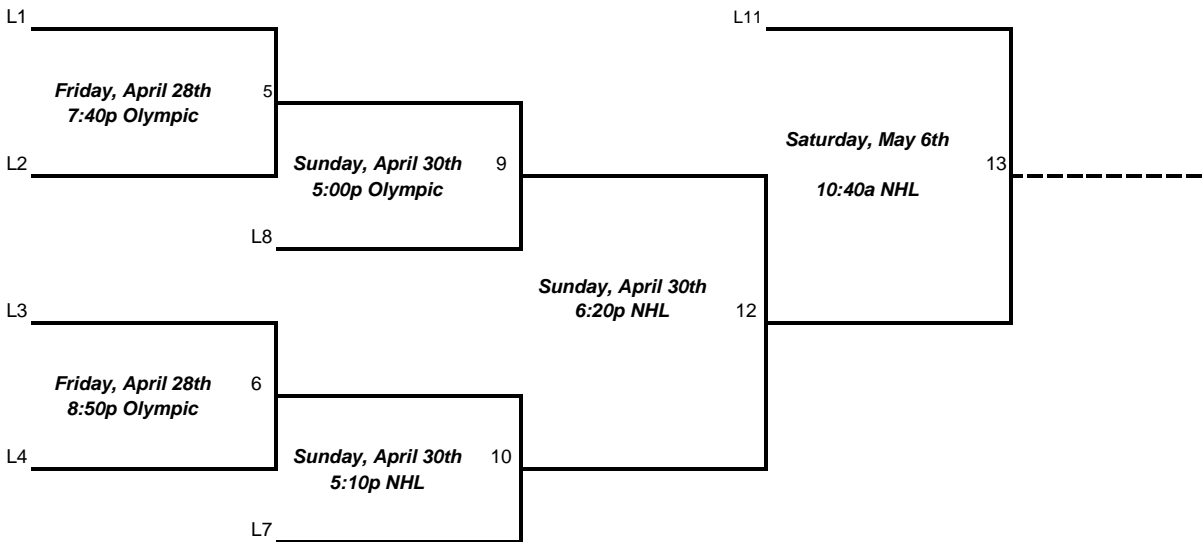 L1
L11
Friday, April 28th
5
7:40p Olympic
Saturday, May 6th
L2
Sunday, April 30th
9
13
5:00p Olympic
10:40a NHL
L8
Sunday, April 30th
L3
6:20p NHL
12
Friday, April 28th
6
8:50p Olympic
L4
Sunday, April 30th
10
5:10p NHL
L7